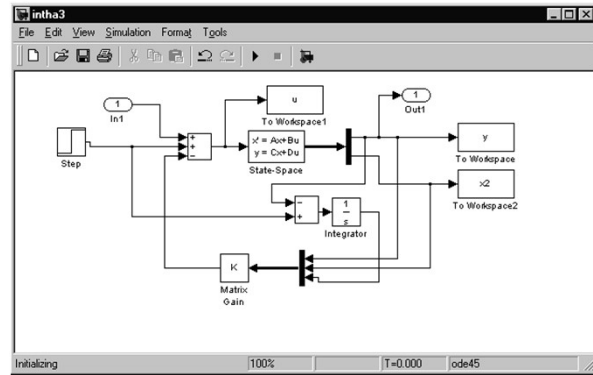 intha3
File Edit View Simulation Format Tools
1
In1
u
To Workspace1
1
Out1
Step
+
+
−
x' = Ax+Bu
y = Cx+Du
State-Space
y
To Workspace
x2
To Workspace2
−
+
1
s
Integrator
K
Matrix
Gain
Initializing 100% T=0.000 ode45